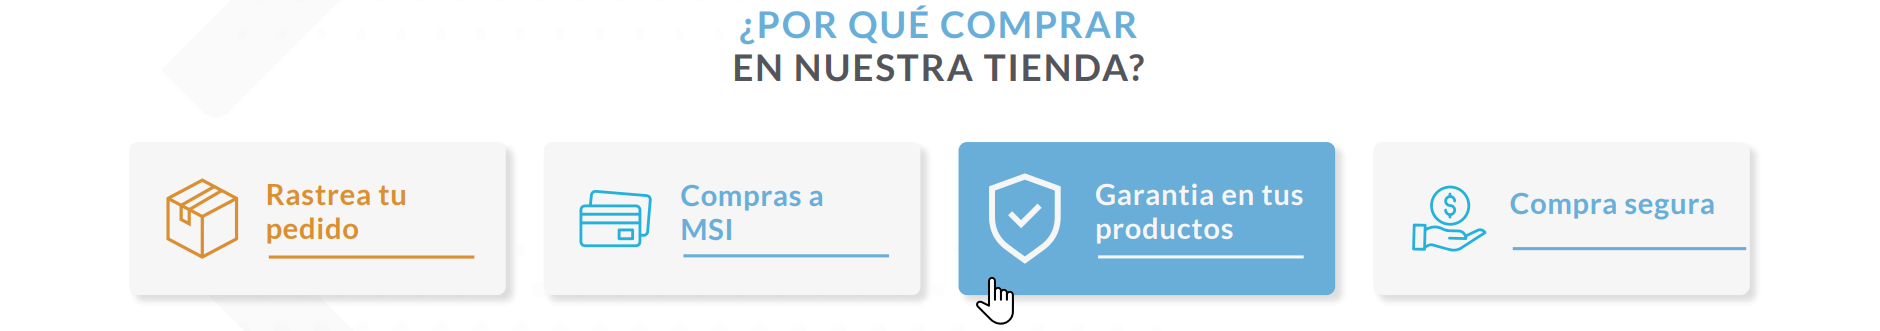 ¿POR QUÉ COMPRAR
EN NUESTRA TIENDA?
Rastrea tu
pedido
Compras a
MSI
Garantia en tus
productos
Compra segura